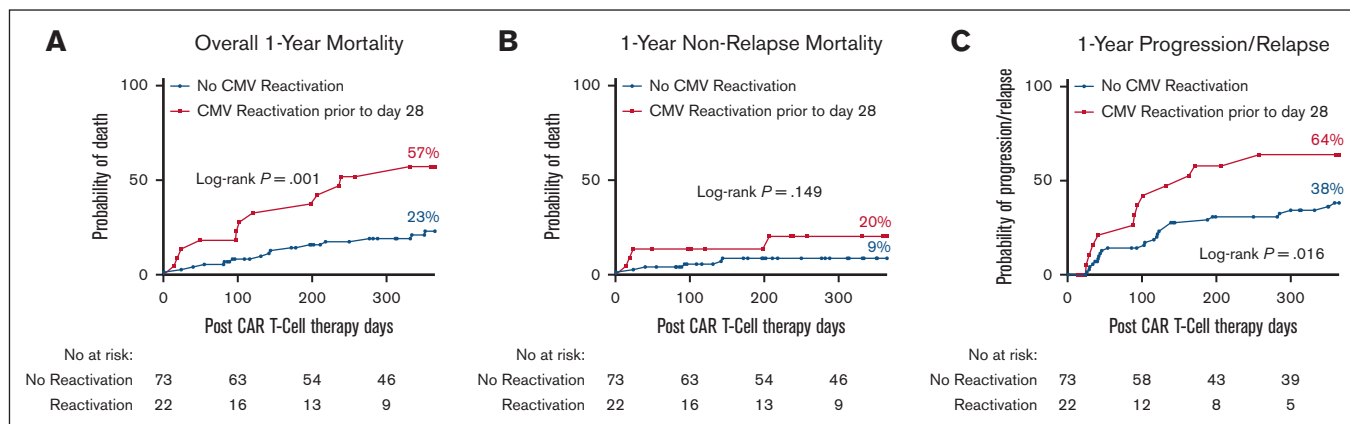 A Overall 1-Year Mortality
100
50
0
Probability of death
No CMV Reactivation
CMV Reactivation prior to day 28
57%
Log-rank P = .001
23%
0 100 200 300
Post CAR T-Cell therapy days
No at risk:
No Reactivation 73 63 54 46
Reactivation 22 16 13 9
B 1-Year Non-Relapse Mortality
100
50
0
Probability of death
No CMV Reactivation
CMV Reactivation prior to day 28
Log-rank P = .149
20%
9%
0 100 200 300
Post CAR T-Cell therapy days
No at risk:
No Reactivation 73 63 54 46
Reactivation 22 16 13 9
C 1-Year Progression/Relapse
100
50
0
Probability of progression/relapse
No CMV Reactivation
CMV Reactivation prior to day 28
64%
38%
Log-rank P = .016
0 100 200 300
Post CAR T-Cell therapy days
No at risk:
No Reactivation 73 58 43 39
Reactivation 22 12 8 5